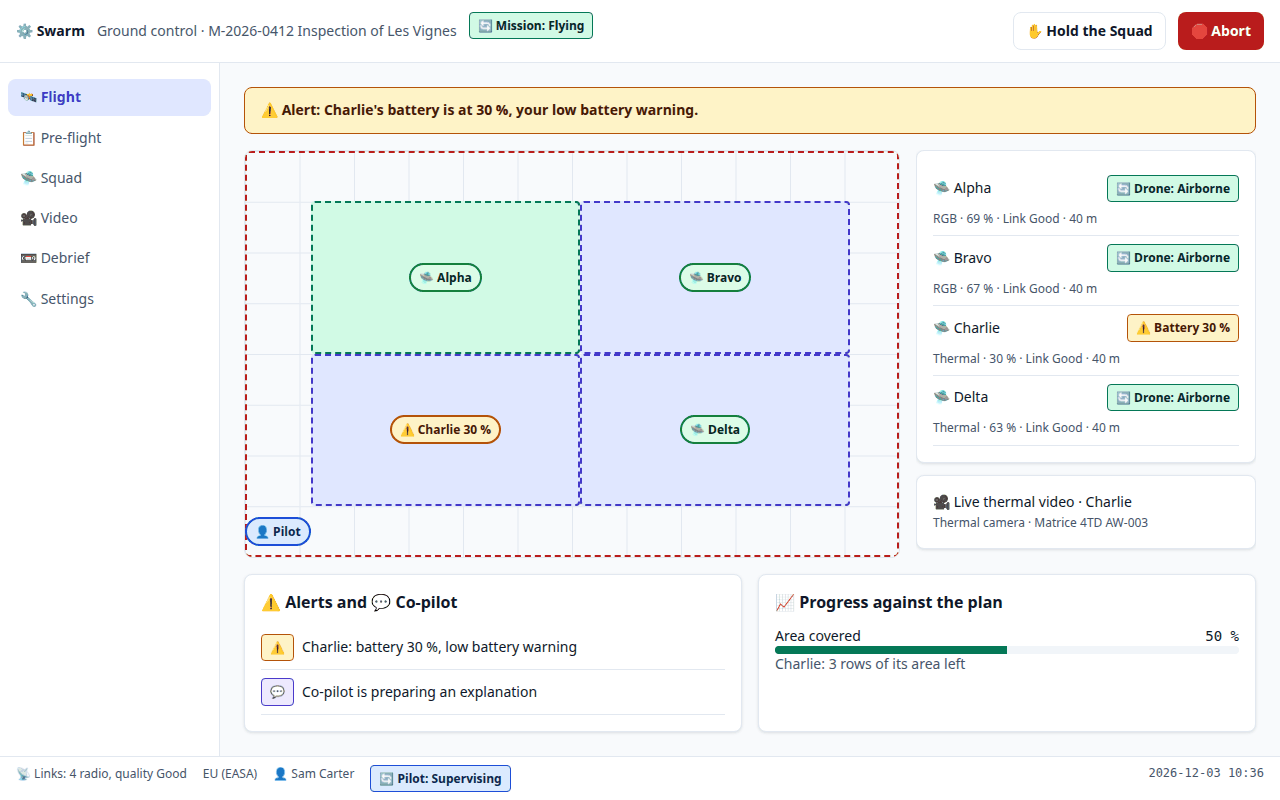 Swarm
Ground control · M-2026-0412 Inspection of Les Vignes
Mission: Flying
Hold the Squad
Abort
Flight
Pre-flight
Squad
Video
Debrief
Settings
Alert: Charlie's battery is at 30 %, your low battery warning.
Alpha
Bravo
Charlie 30 %
Delta
Pilot
Alpha
Drone: Airborne
RGB · 69 % · Link Good · 40 m
Bravo
Drone: Airborne
RGB · 67 % · Link Good · 40 m
Charlie
Battery 30 %
Thermal · 30 % · Link Good · 40 m
Delta
Drone: Airborne
Thermal · 63 % · Link Good · 40 m
Live thermal video · Charlie
Thermal camera · Matrice 4TD AW-003
Alerts and Co-pilot
Charlie: battery 30 %, low battery warning
Co-pilot is preparing an explanation
Progress against the plan
Area covered 50 %
Charlie: 3 rows of its area left
Links: 4 radio, quality Good
EU (EASA)
Sam Carter
Pilot: Supervising
2026-12-03 10:36